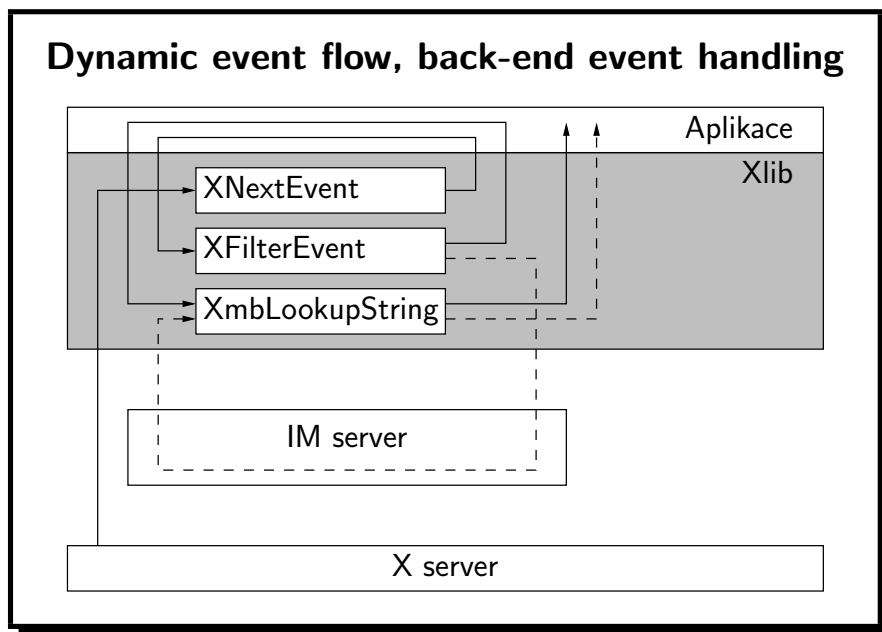 Dynamic event flow, back-end event handling
Aplikace
Xlib
XNextEvent
XFilterEvent
XmbLookupString
IM server
X server